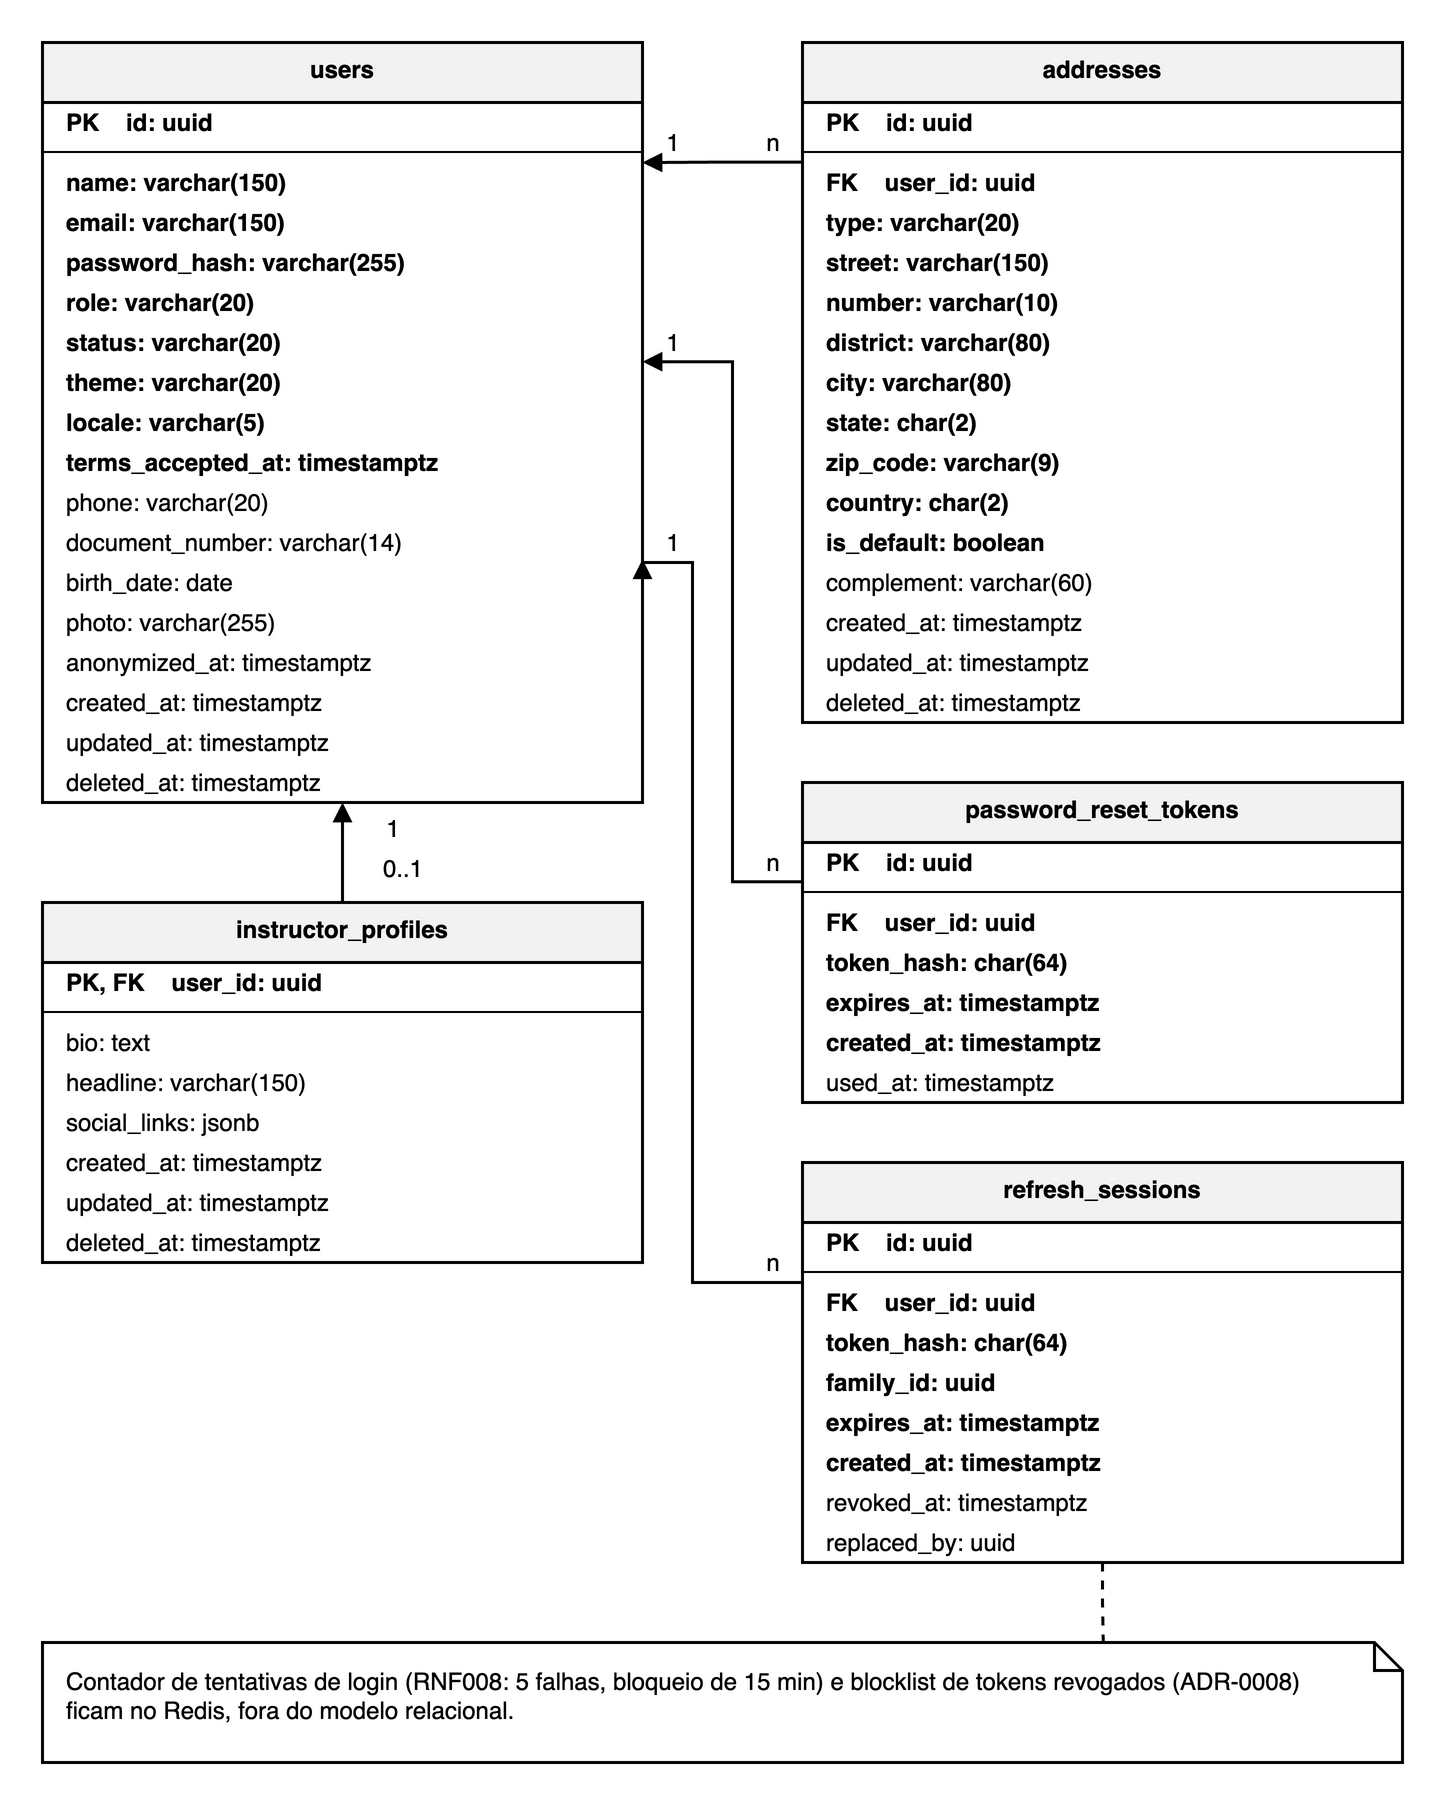 users
PK id: uuid
name: varchar(150)
email: varchar(150)
password_hash: varchar(255)
role: varchar(20)
status: varchar(20)
theme: varchar(20)
locale: varchar(5)
terms_accepted_at: timestamptz
phone: varchar(20)
document_number: varchar(14)
birth_date: date
photo: varchar(255)
anonymized_at: timestamptz
created_at: timestamptz
updated_at: timestamptz
deleted_at: timestamptz
1
n
1
1
addresses
PK id: uuid
FK user_id: uuid
type: varchar(20)
street: varchar(150)
number: varchar(10)
district: varchar(80)
city: varchar(80)
state: char(2)
zip_code: varchar(9)
country: char(2)
is_default: boolean
complement: varchar(60)
created_at: timestamptz
updated_at: timestamptz
deleted_at: timestamptz
1
0..1
instructor_profiles
PK, FK user_id: uuid
bio: text
headline: varchar(150)
social_links: jsonb
created_at: timestamptz
updated_at: timestamptz
deleted_at: timestamptz
n
password_reset_tokens
PK id: uuid
FK user_id: uuid
token_hash: char(64)
expires_at: timestamptz
created_at: timestamptz
used_at: timestamptz
n
refresh_sessions
PK id: uuid
FK user_id: uuid
token_hash: char(64)
family_id: uuid
expires_at: timestamptz
created_at: timestamptz
revoked_at: timestamptz
replaced_by: uuid
Contador de tentativas de login (RNF008: 5 falhas, bloqueio de 15 min) e blocklist de tokens revogados (ADR-0008)
ficam no Redis, fora do modelo relacional.